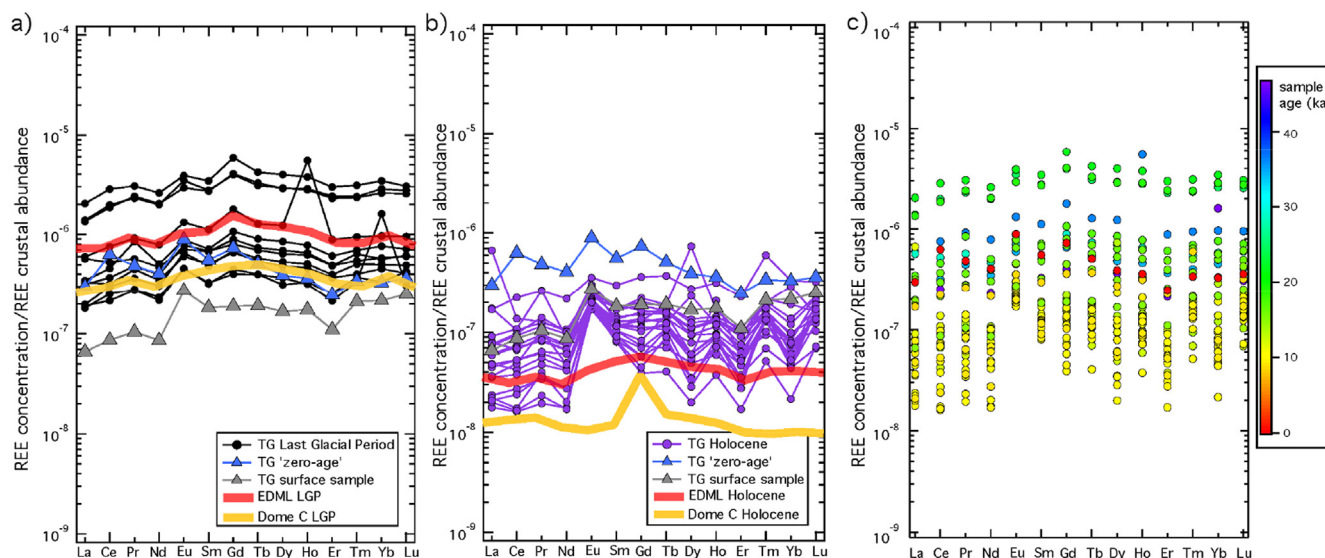 a)
REE concentration/REE crustal abundance
10-4
10-5
10-6
10-7
10-8
10-9
La Ce Pr Nd Eu Sm Gd Tb Dy Ho Er Tm Yb Lu
TG Last Glacial Period
TG 'zero-age'
TG surface sample
EDML LGP
Dome C LGP
b)
REE concentration/REE crustal abundance
10-4
10-5
10-6
10-7
10-8
10-9
La Ce Pr Nd Eu Sm Gd Tb Dy Ho Er Tm Yb Lu
TG Holocene
TG 'zero-age'
TG surface sample
EDML Holocene
Dome C Holocene
c)
REE concentration/REE crustal abundance
10-4
10-5
10-6
10-7
10-8
10-9
La Ce Pr Nd Eu Sm Gd Tb Dy Ho Er Tm Yb Lu
sample
age (ka
40
30
20
10
0